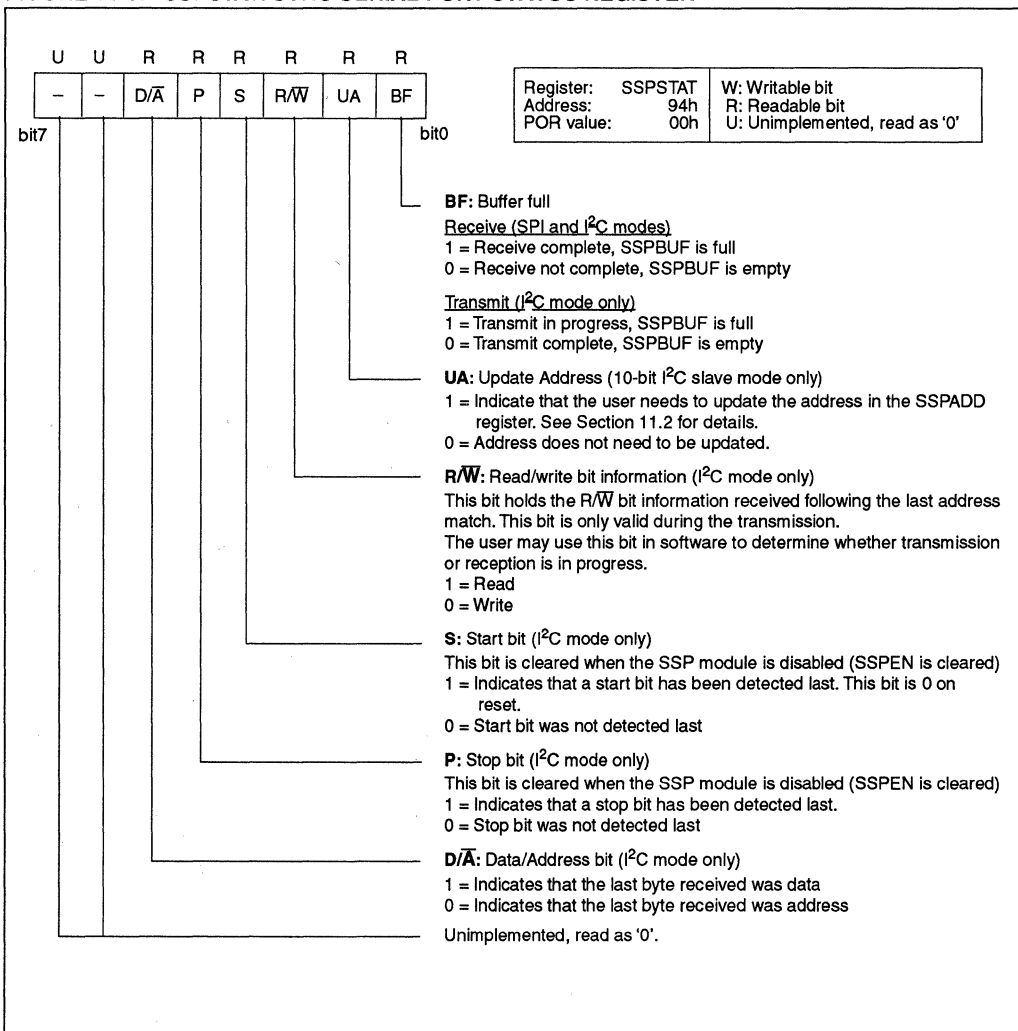 U U R R R R R R
– – D/A̅ P S R/W̅ UA BF
bit7 bit0
Register: SSPSTAT
Address: 94h
POR value: 00h
W: Writable bit
R: Readable bit
U: Unimplemented, read as '0'
BF: Buffer full
Receive (SPI and I²C modes)
1 = Receive complete, SSPBUF is full
0 = Receive not complete, SSPBUF is empty
Transmit (I²C mode only)
1 = Transmit in progress, SSPBUF is full
0 = Transmit complete, SSPBUF is empty
UA: Update Address (10-bit I²C slave mode only)
1 = Indicate that the user needs to update the address in the SSPADD
register. See Section 11.2 for details.
0 = Address does not need to be updated.
R/W̅: Read/write bit information (I²C mode only)
This bit holds the R/W̅ bit information received following the last address
match. This bit is only valid during the transmission.
The user may use this bit in software to determine whether transmission
or reception is in progress.
1 = Read
0 = Write
S: Start bit (I²C mode only)
This bit is cleared when the SSP module is disabled (SSPEN is cleared)
1 = Indicates that a start bit has been detected last. This bit is 0 on
reset.
0 = Start bit was not detected last
P: Stop bit (I²C mode only)
This bit is cleared when the SSP module is disabled (SSPEN is cleared)
1 = Indicates that a stop bit has been detected last.
0 = Stop bit was not detected last
D/A̅: Data/Address bit (I²C mode only)
1 = Indicates that the last byte received was data
0 = Indicates that the last byte received was address
Unimplemented, read as '0'.